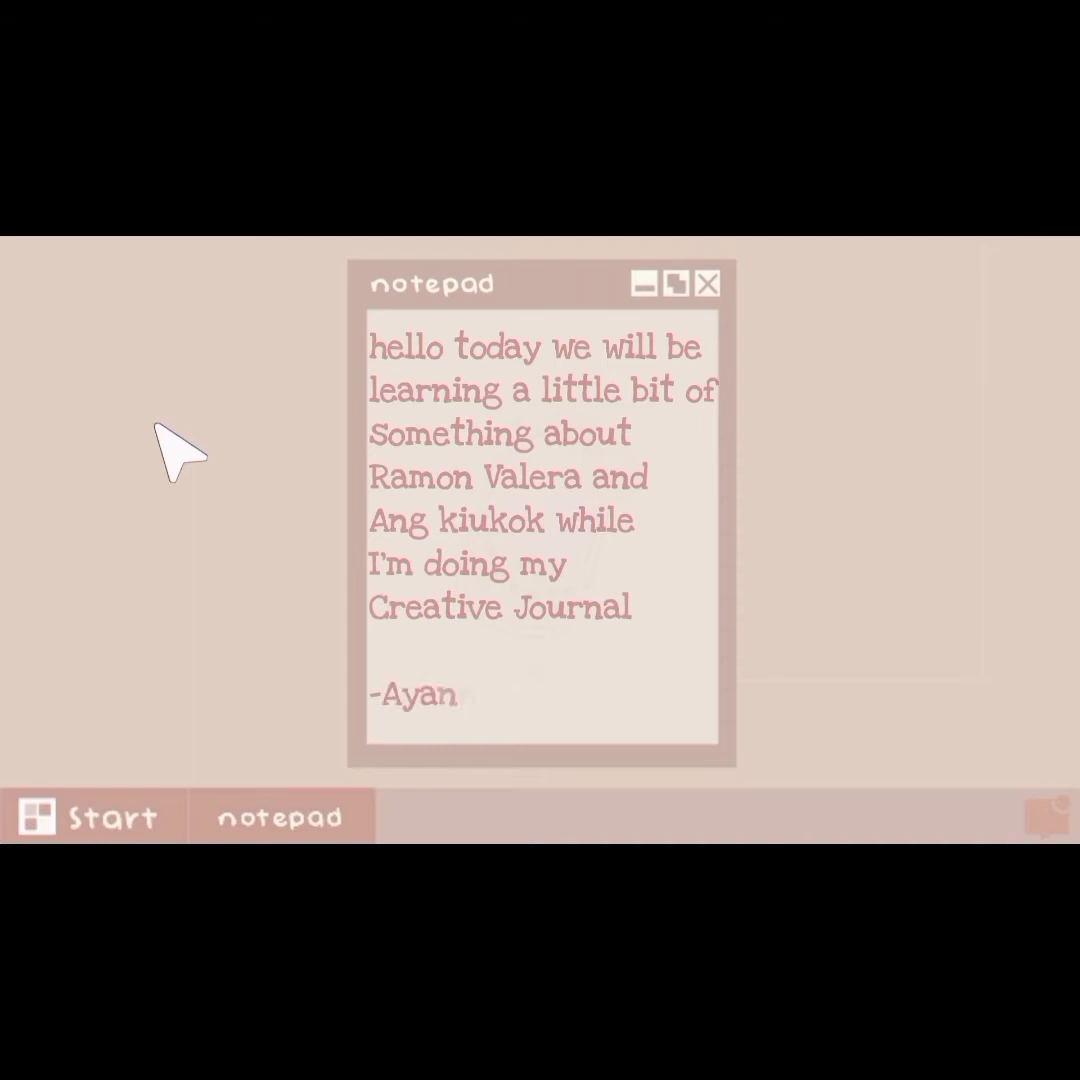 notepad
hello today we will be
learning a little bit of
something about
Ramon Valera and
Ang kiukok while
I'm doing my
Creative Journal
-Ayan
Start
notepad